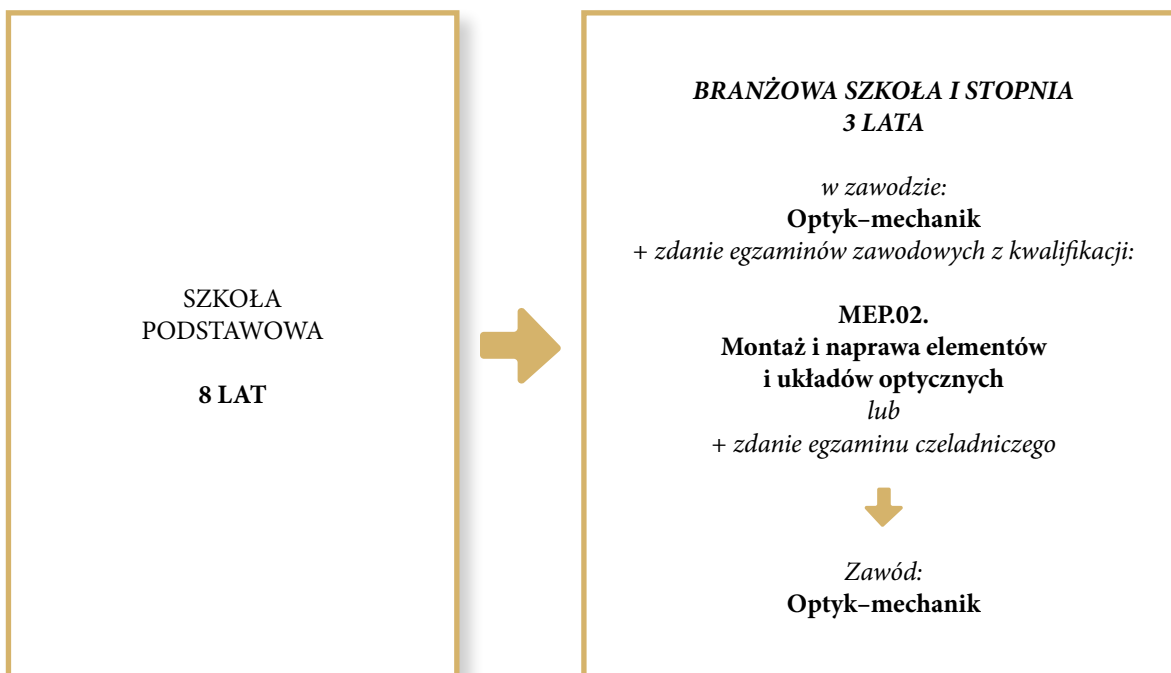 SZKOŁA
PODSTAWOWA
8 LAT
BRANŻOWA SZKOŁA I STOPNIA
3 LATA
w zawodzie:
Optyk–mechanik
+ zdanie egzaminów zawodowych z kwalifikacji:
MEP.02.
Montaż i naprawa elementów
i układów optycznych
lub
+ zdanie egzaminu czeladniczego
Zawód:
Optyk–mechanik